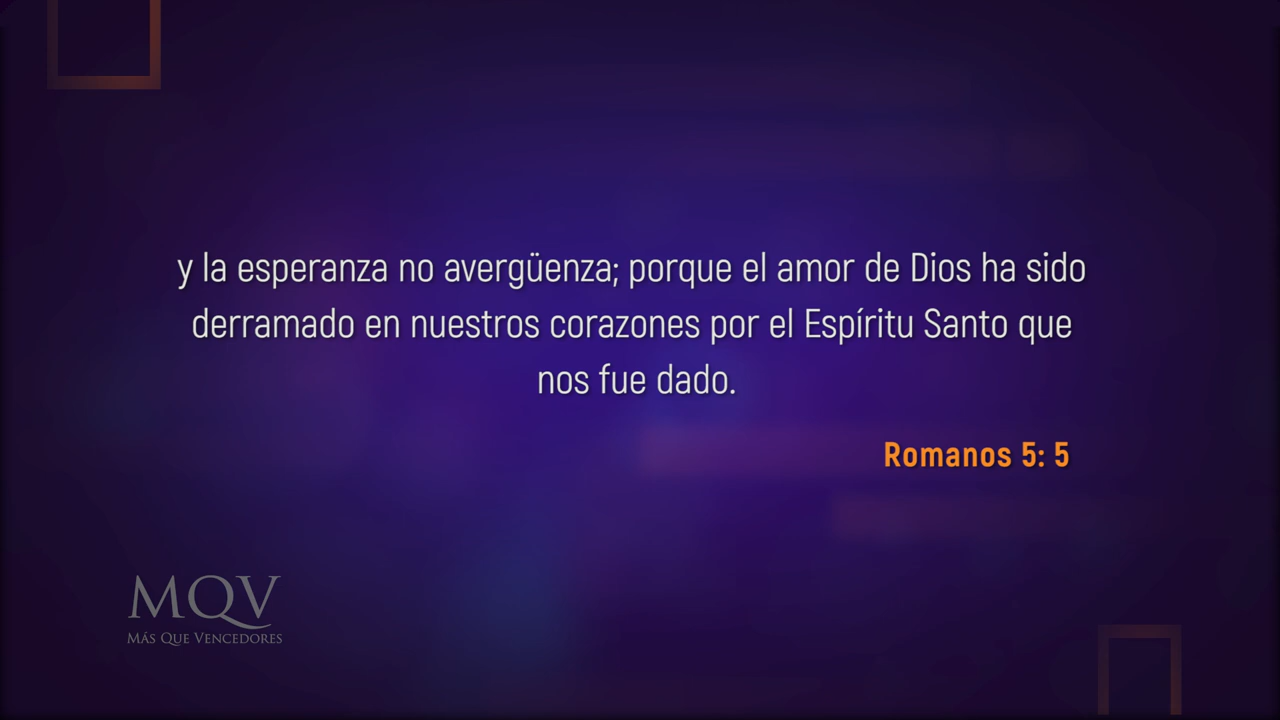 y la esperanza no avergüenza; porque el amor de Dios ha sido
derramado en nuestros corazones por el Espíritu Santo que
nos fue dado.
Romanos 5: 5
MQV
Más Que Vencedores